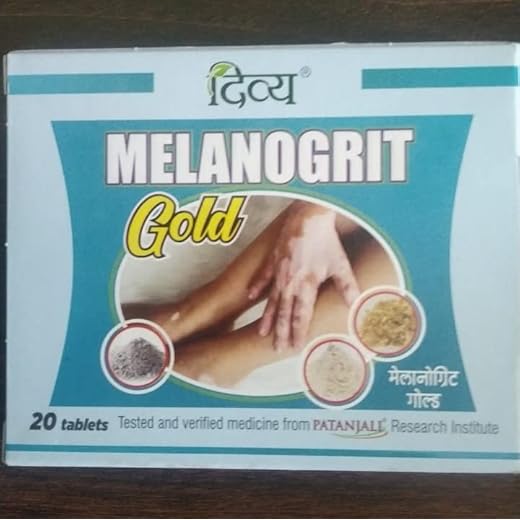 दिव्य®
MELANOGRIT
Gold
मेलानोग्रिट
गोल्ड
20 tablets Tested and verified medicine from PATANJALI® Research Institute